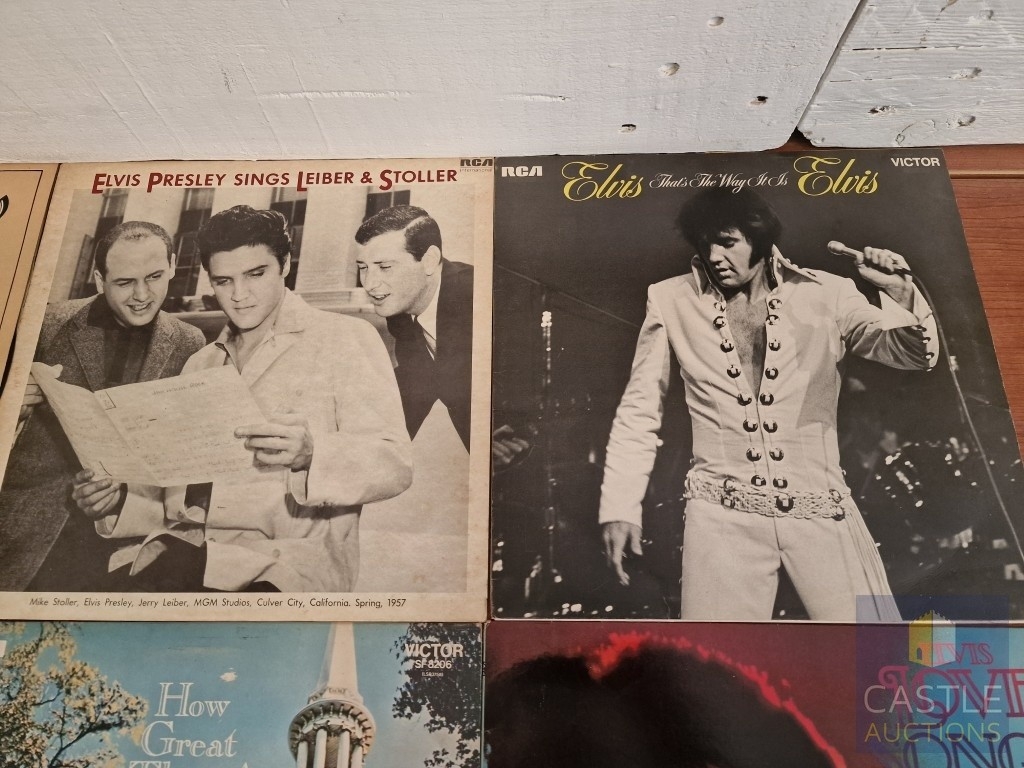 ELVIS PRESLEY SINGS LEIBER & STOLLER
RCA
Mike Stoller, Elvis Presley, Jerry Leiber, MGM Studios, Culver City, California. Spring, 1957
RCA
Elvis That's The Way It Is Elvis
VICTOR
VICTOR
SF 8206
How
Great
CASTLE
AUCTIONS